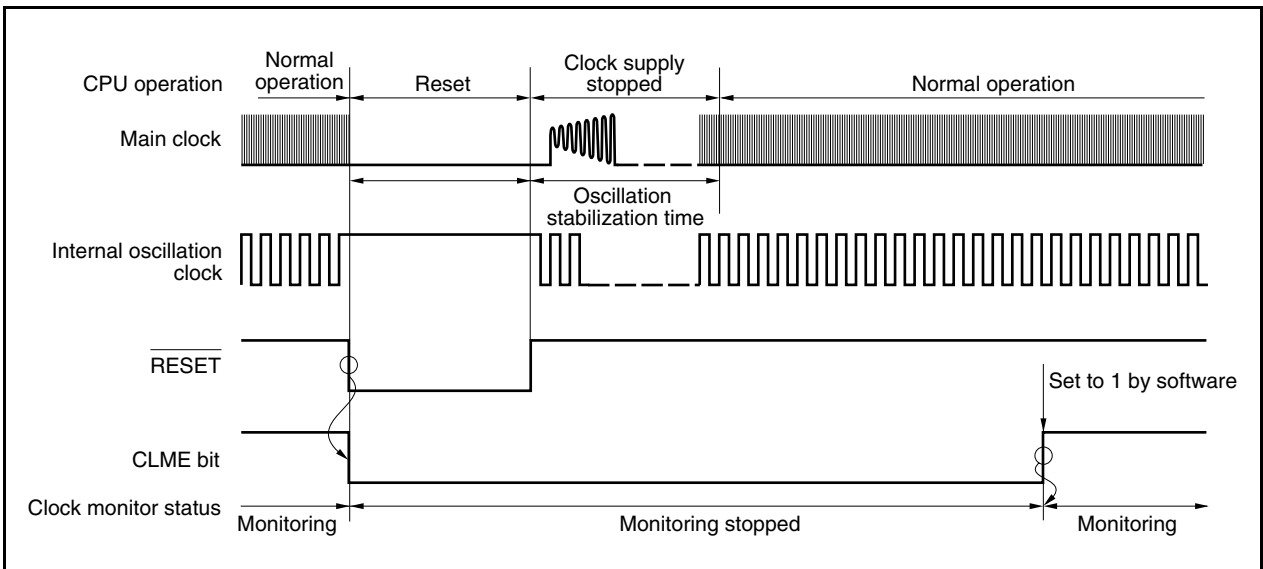 CPU operation
Normal
operation
Reset
Clock supply
stopped
Normal operation
Main clock
Oscillation
stabilization time
Internal oscillation
clock
RESET
Set to 1 by software
CLME bit
Clock monitor status
Monitoring
Monitoring stopped
Monitoring